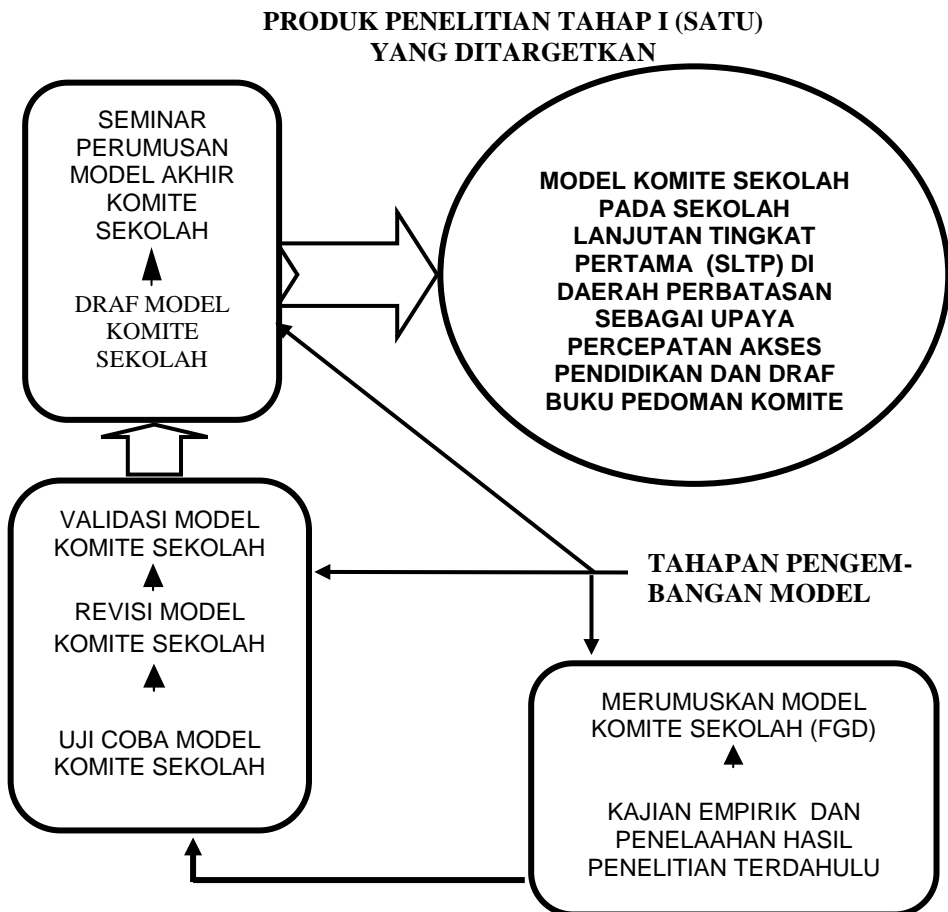 PRODUK PENELITIAN TAHAP I (SATU)
YANG DITARGETKAN
SEMINAR
PERUMUSAN
MODEL AKHIR
KOMITE
SEKOLAH
DRAF MODEL
KOMITE
SEKOLAH
MODEL KOMITE SEKOLAH
PADA SEKOLAH
LANJUTAN TINGKAT
PERTAMA (SLTP) DI
DAERAH PERBATASAN
SEBAGAI UPAYA
PERCEPATAN AKSES
PENDIDIKAN DAN DRAF
BUKU PEDOMAN KOMITE
VALIDASI MODEL
KOMITE SEKOLAH
REVISI MODEL
KOMITE SEKOLAH
UJI COBA MODEL
KOMITE SEKOLAH
TAHAPAN PENGEM-
BANGAN MODEL
MERUMUSKAN MODEL
KOMITE SEKOLAH (FGD)
KAJIAN EMPIRIK DAN
PENELAAHAN HASIL
PENELITIAN TERDAHULU